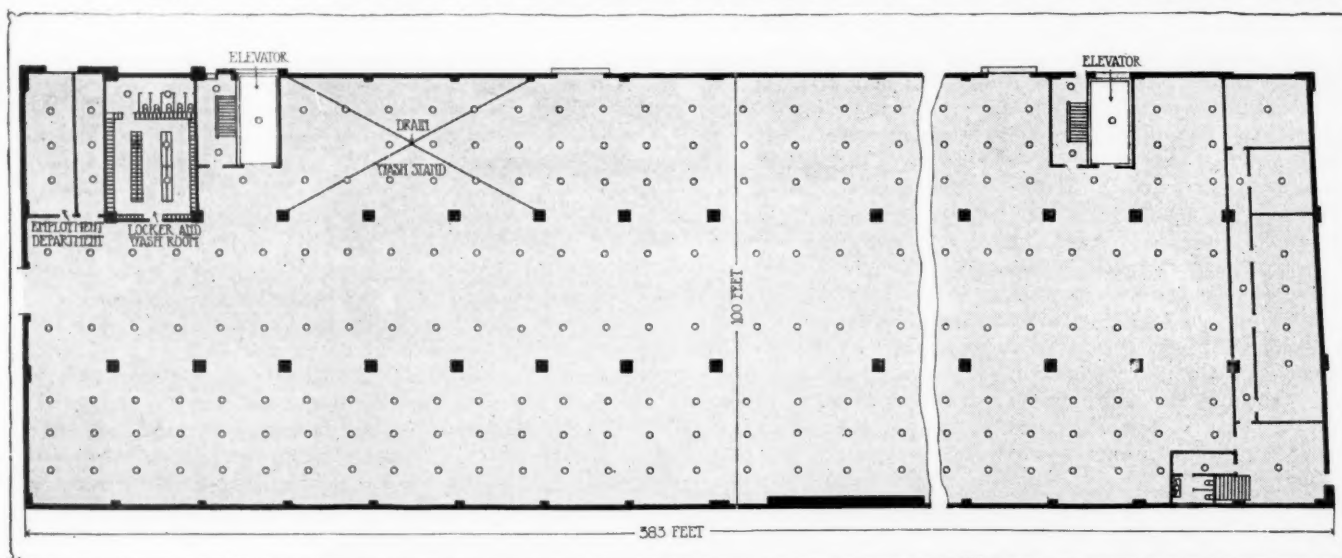 ELEVATOR
ELEVATOR
DRAIN
WASH STAND
EMPLOYMENT
DEPARTMENT
LOCKER AND
WASH ROOM
100 FEET
383 FEET